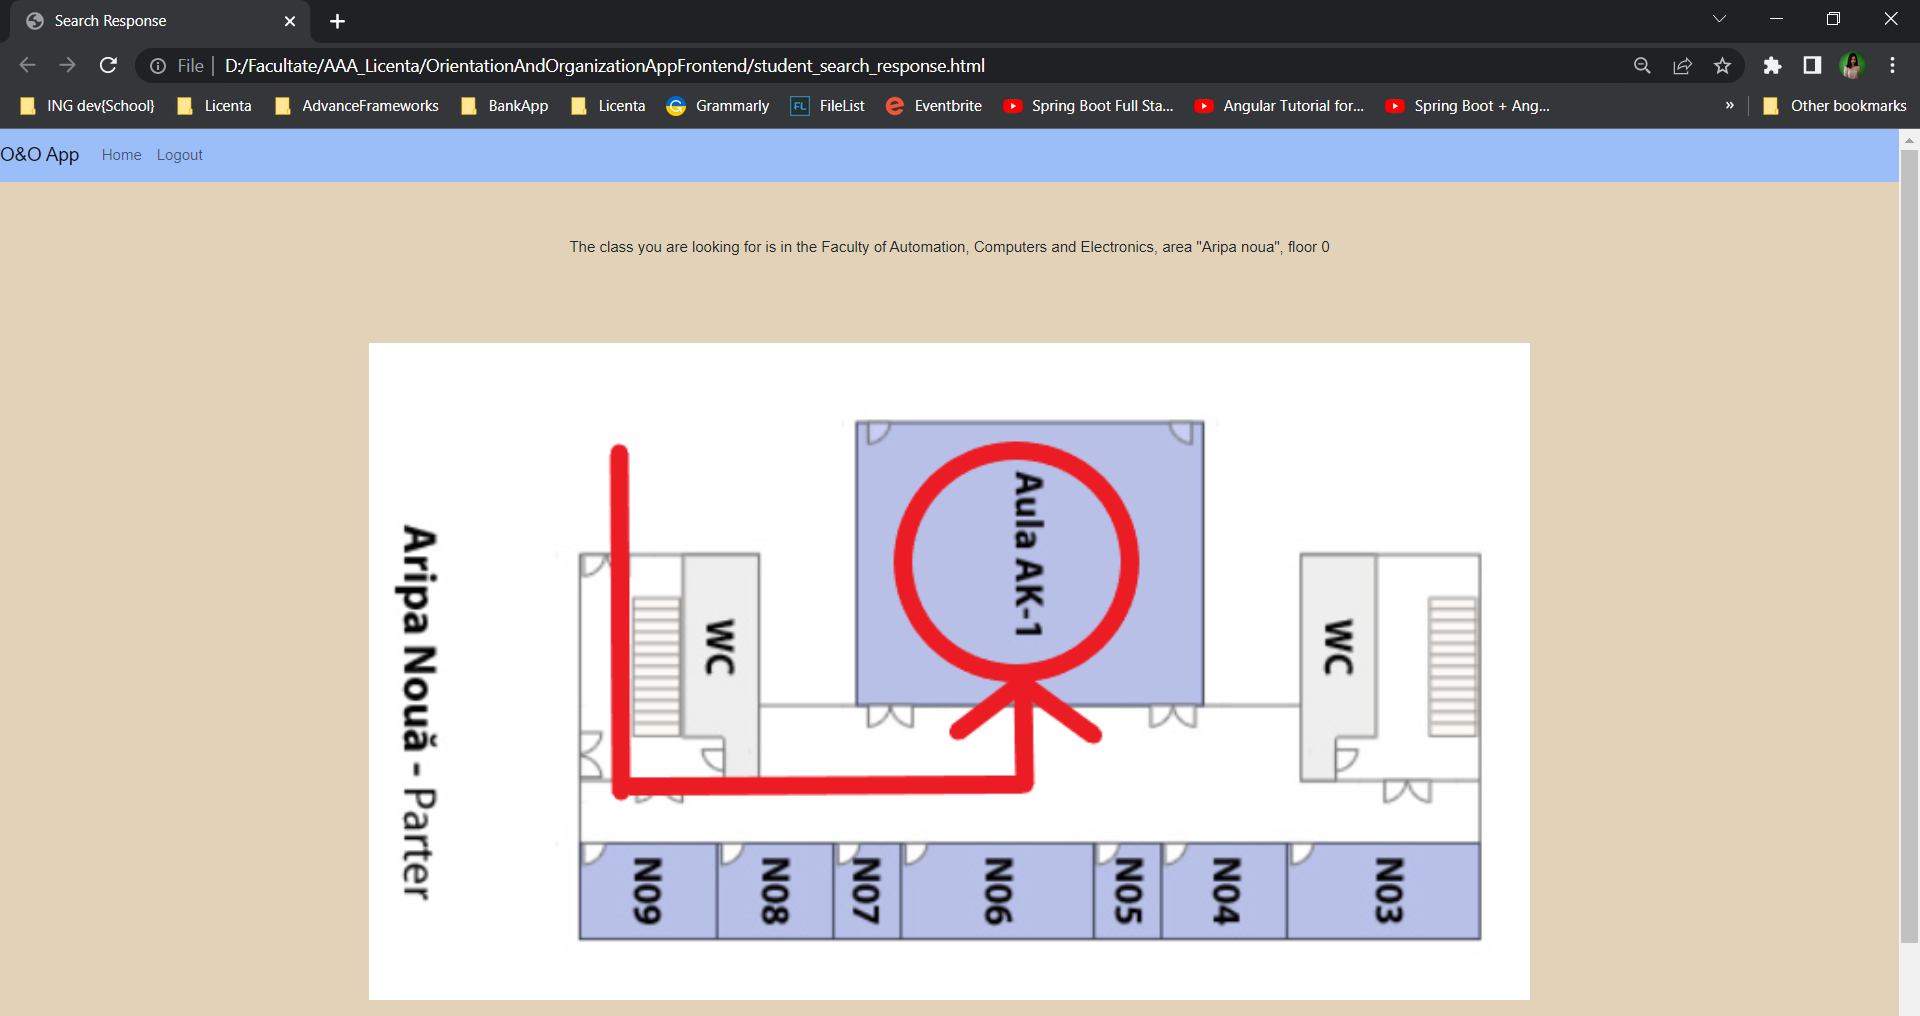 Search Response
File
D:/Facultate/AAA_Licenta/OrientationAndOrganizationAppFrontend/student_search_response.html
ING dev{School} Licenta AdvanceFrameworks BankApp Licenta Grammarly FL FileList Eventbrite Spring Boot Full Sta... Angular Tutorial for... Spring Boot + Ang... » Other bookmarks
O&O App Home Logout
The class you are looking for is in the Faculty of Automation, Computers and Electronics, area "Aripa noua", floor 0
Aripa Nouă - Parter
WC
Aula AK-1
WC
N09 N08 N07 N06 N05 N04 N03